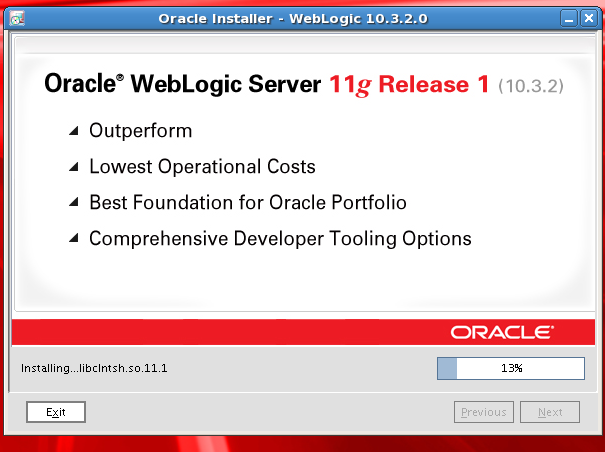 Oracle Installer - WebLogic 10.3.2.0
Oracle® WebLogic Server 11g Release 1 (10.3.2)
Outperform
Lowest Operational Costs
Best Foundation for Oracle Portfolio
Comprehensive Developer Tooling Options
ORACLE®
Installing...libclntsh.so.11.1
13%
Exit
Previous
Next